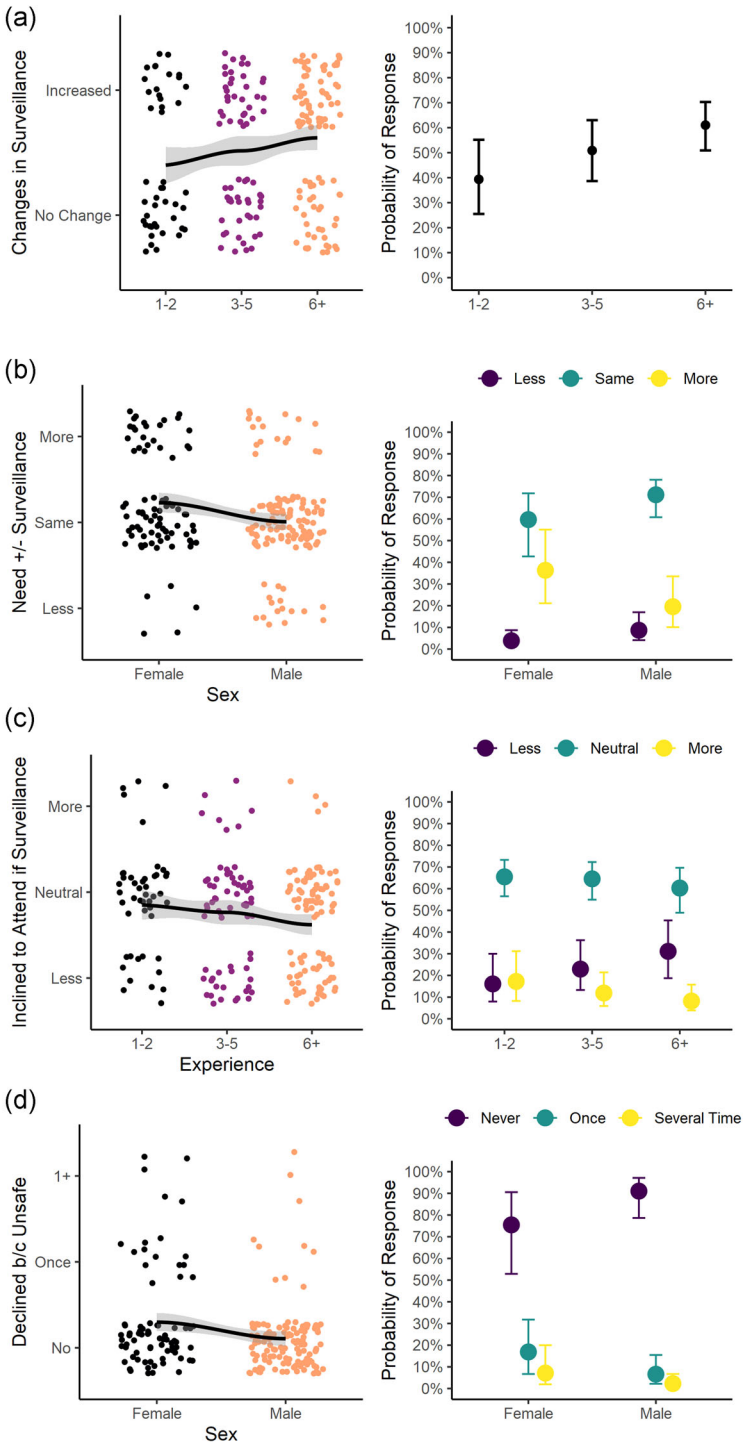 (a)
Changes in Surveillance
Increased
No Change
1-2
3-5
6+
Probability of Response
100%
90%
80%
70%
60%
50%
40%
30%
20%
10%
0%
1-2
3-5
6+
(b)
Need +/- Surveillance
More
Same
Less
Female
Male
Sex
Less
Same
More
Probability of Response
100%
90%
80%
70%
60%
50%
40%
30%
20%
10%
0%
Female
Male
(c)
Inclined to Attend if Surveillance
More
Neutral
Less
1-2
3-5
6+
Experience
Less
Neutral
More
Probability of Response
100%
90%
80%
70%
60%
50%
40%
30%
20%
10%
0%
1-2
3-5
6+
(d)
Declined b/c Unsafe
1+
Once
No
Female
Male
Sex
Never
Once
Several Time
Probability of Response
100%
90%
80%
70%
60%
50%
40%
30%
20%
10%
0%
Female
Male